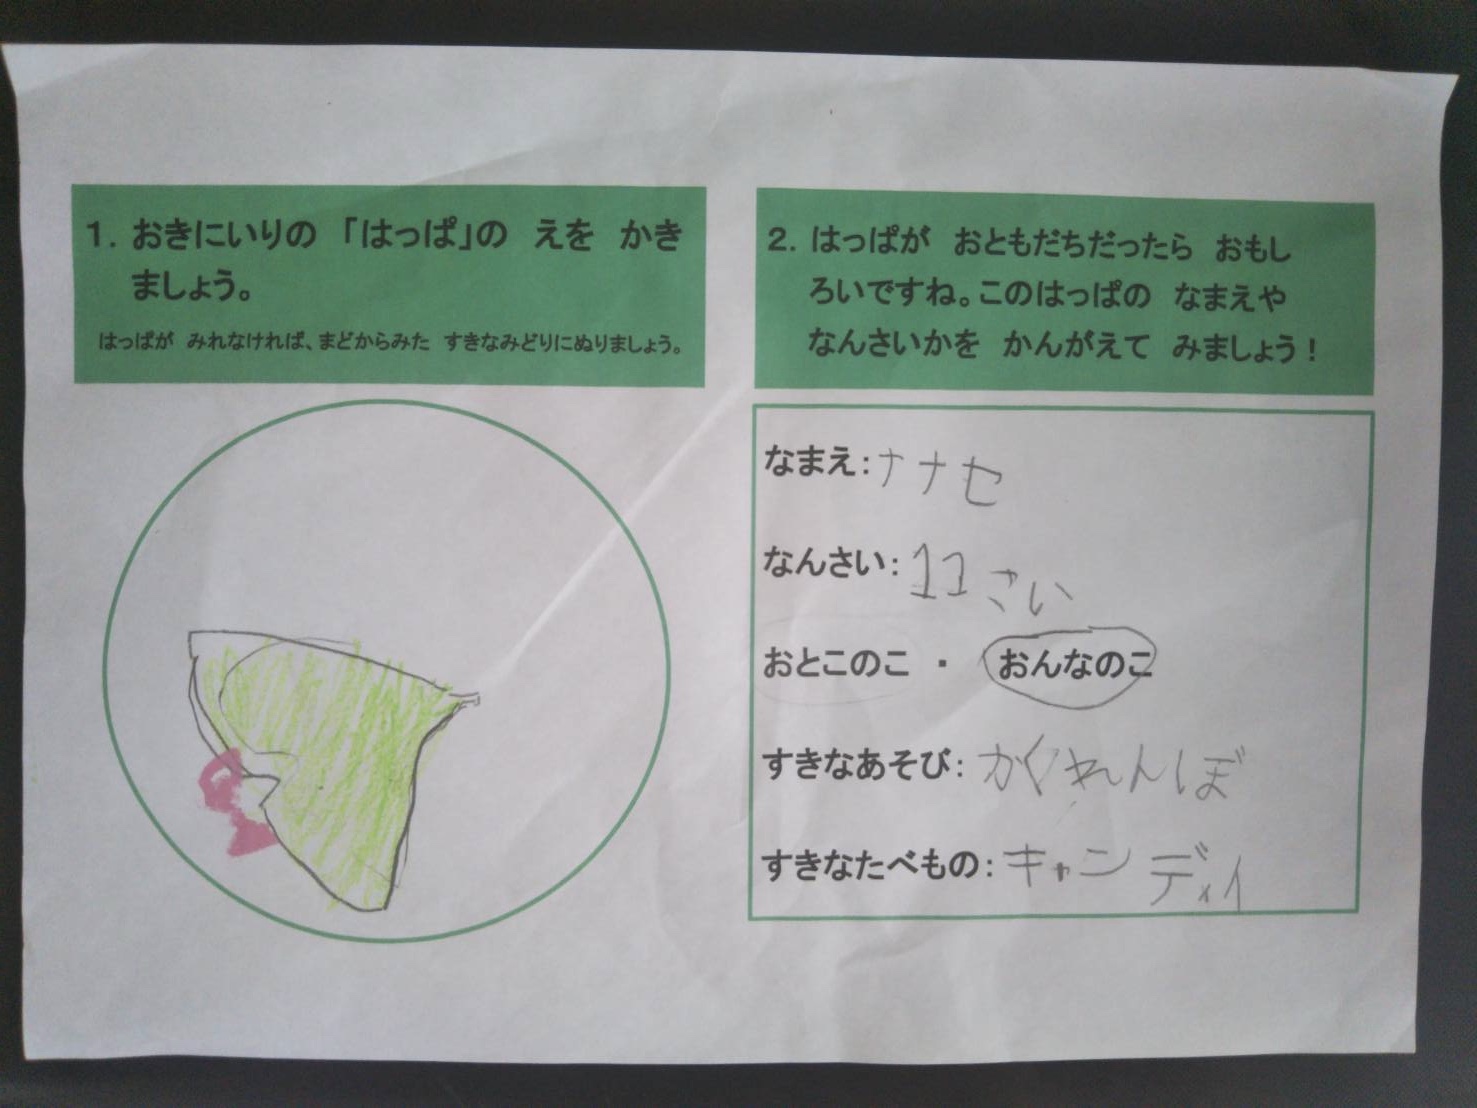 1. おきにいりの 「はっぱ」の えを かき
ましょう。
はっぱが みれなければ、まどからみた すきなみどりにぬりましょう。
2. はっぱが おともだちだったら おもし
ろいですね。このはっぱの なまえや
なんさいかを かんがえて みましょう!
なまえ:ナナセ
なんさい:11さい
おとこのこ ・ おんなのこ
すきなあそび:かくれんぼ
すきなたべもの:キャンディイ